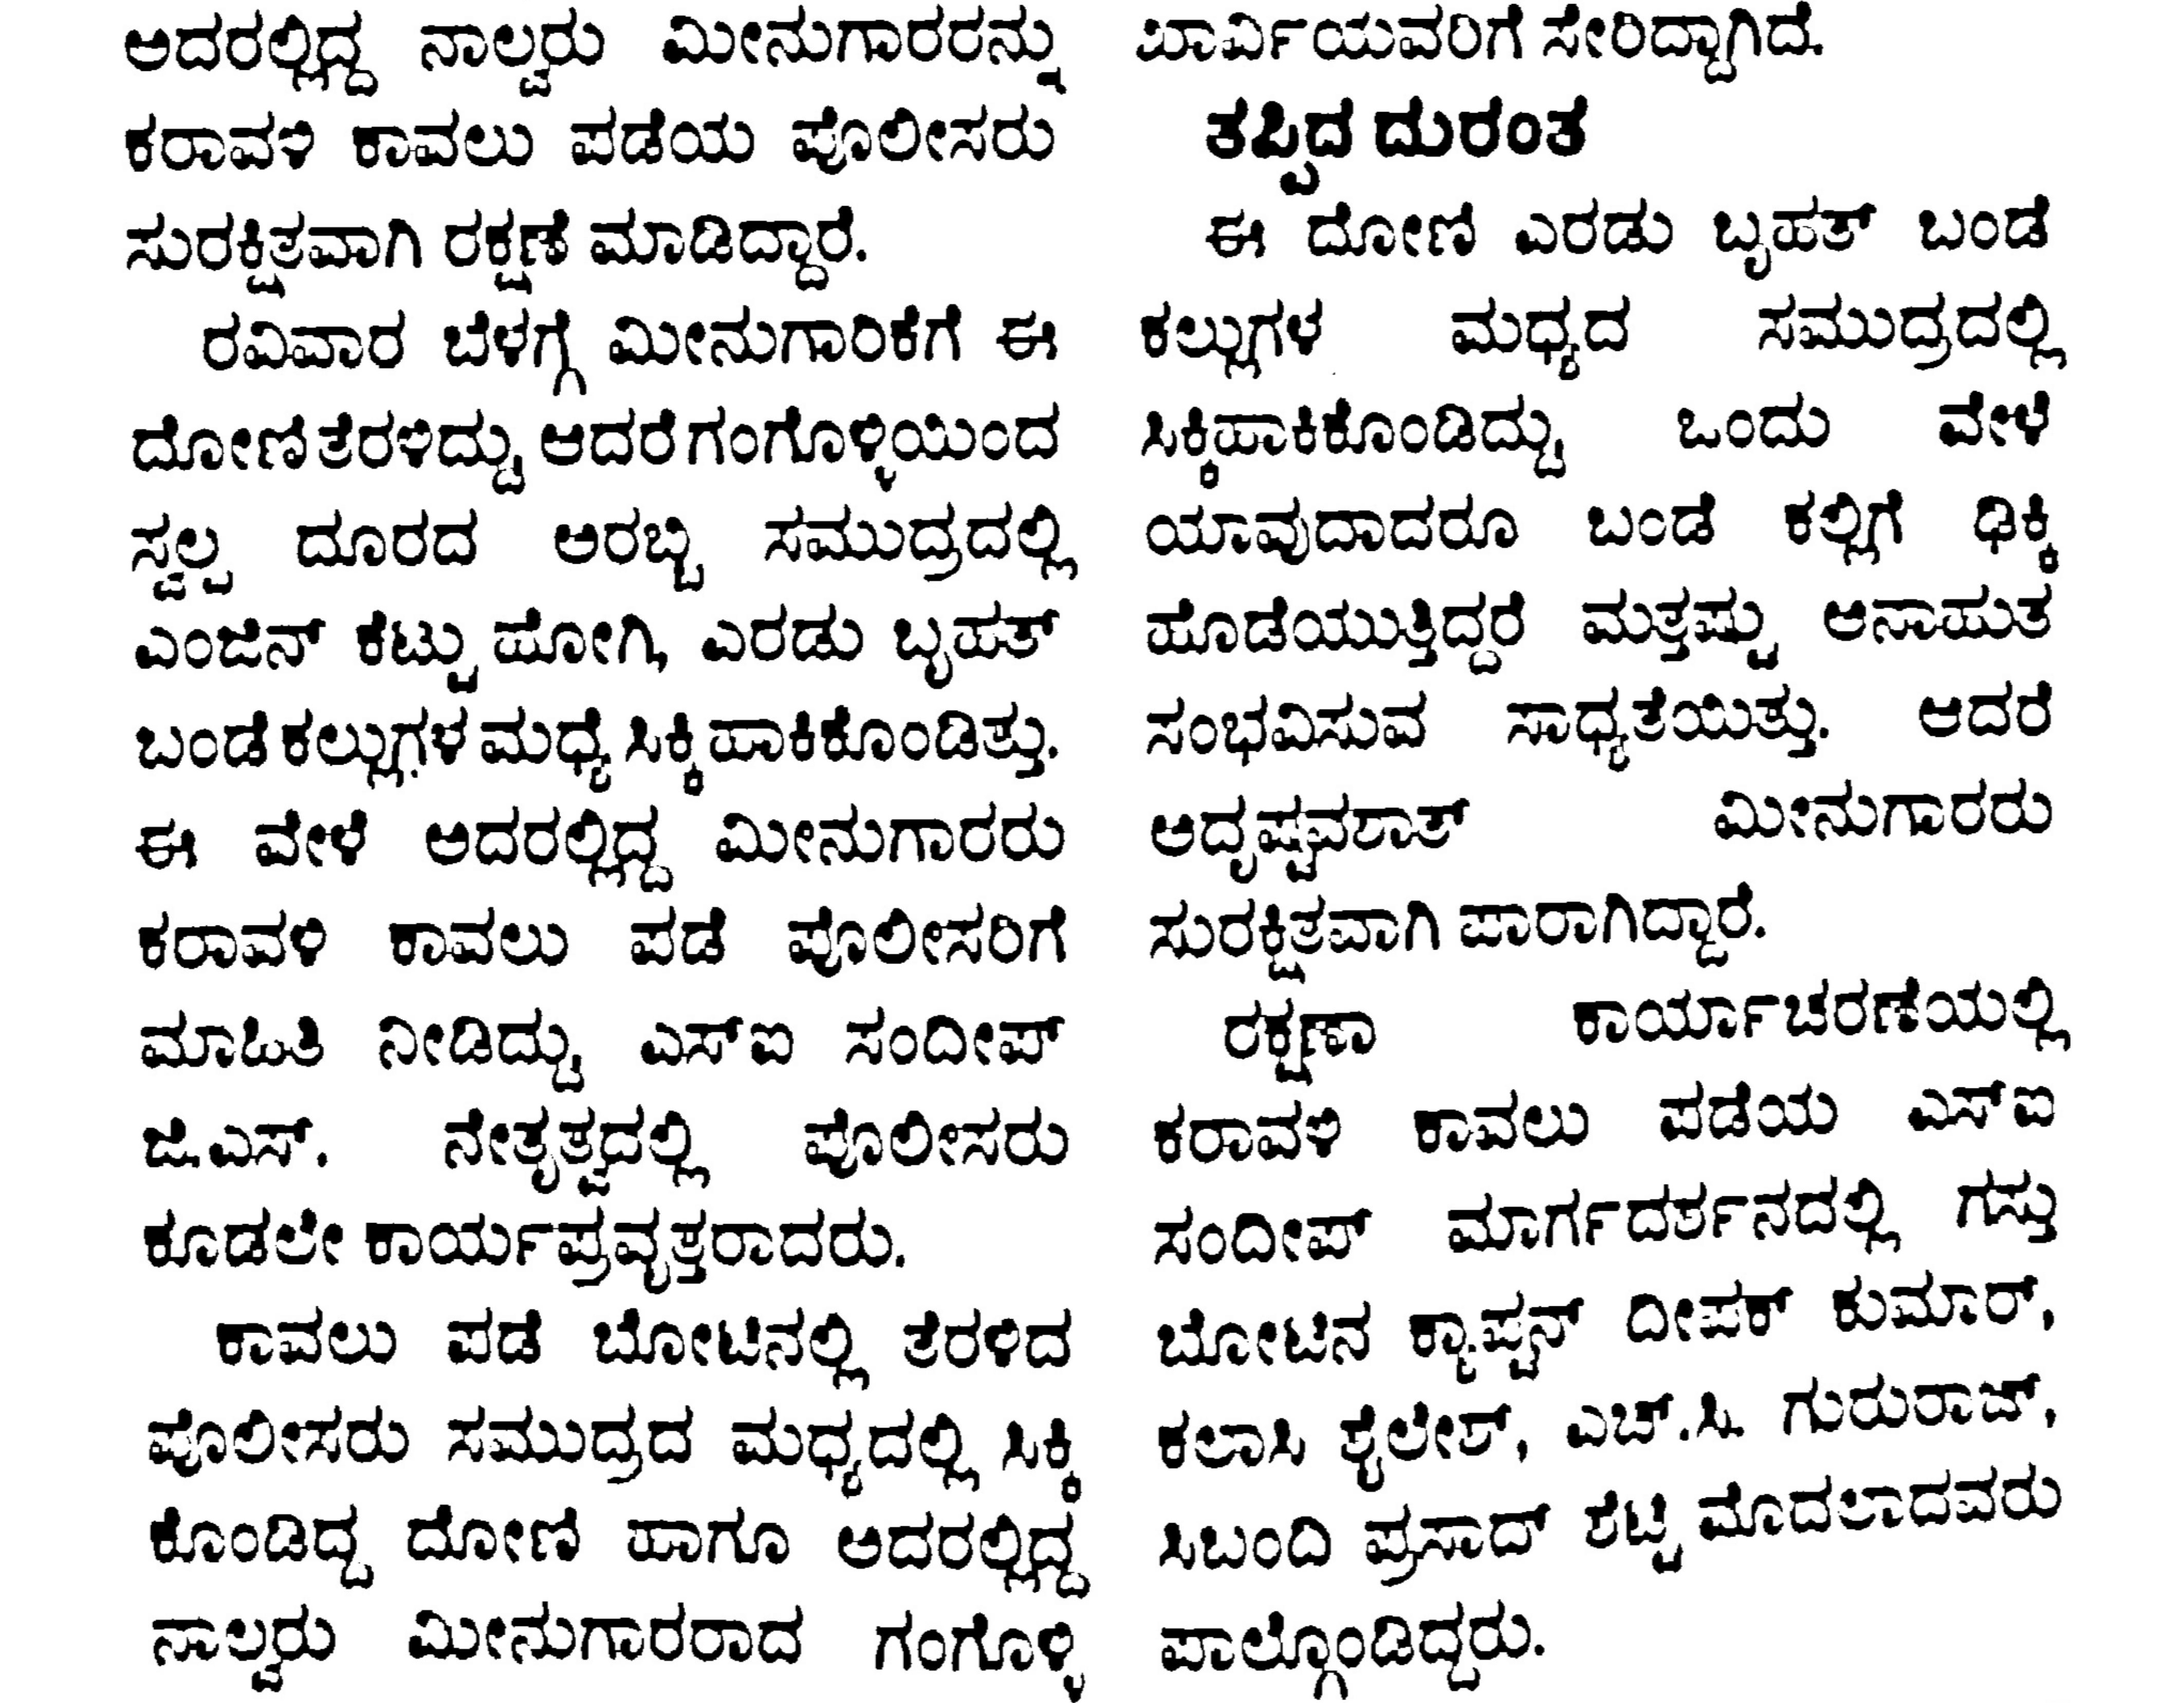 ಅದರಲ್ಲಿದ್ದ ನಾಲ್ವರು ಮೀನುಗಾರರನ್ನು
ಕರಾವಳಿ ಕಾವಲು ಪಡೆಯ ಪೊಲೀಸರು
ಸುರಕ್ಷಿತವಾಗಿ ರಕ್ಷಣೆ ಮಾಡಿದ್ದಾರೆ.
ರವಿವಾರ ಬೆಳಗ್ಗೆ ಮೀನುಗಾರಿಕೆಗೆ ಈ
ದೋಣಿ ತೆರಳಿದ್ದು, ಆದರೆ ಗಂಗೊಳ್ಳಿಯಿಂದ
ಸ್ವಲ್ಪ ದೂರದ ಅರಬ್ಬಿ ಸಮುದ್ರದಲ್ಲಿ
ಎಂಜಿನ್ ಕೆಟ್ಟು ಹೋಗಿ, ಎರಡು ಬೃಹತ್
ಬಂಡೆ ಕಲ್ಲುಗಳ ಮಧ್ಯೆ ಸಿಕ್ಕಿ ಹಾಕಿಕೊಂಡಿತ್ತು.
ಈ ವೇಳೆ ಅದರಲ್ಲಿದ್ದ ಮೀನುಗಾರರು
ಕರಾವಳಿ ಕಾವಲು ಪಡೆ ಪೊಲೀಸರಿಗೆ
ಮಾಹಿತಿ ನೀಡಿದ್ದು, ಎಸ್‌ಐ ಸಂದೀಪ್
ಜಿ.ಎಸ್. ನೇತೃತ್ವದಲ್ಲಿ ಪೊಲೀಸರು
ಕೂಡಲೇ ಕಾರ್ಯಪ್ರವೃತ್ತರಾದರು.
ಕಾವಲು ಪಡೆ ಬೋಟಿನಲ್ಲಿ ತೆರಳಿದ
ಪೊಲೀಸರು ಸಮುದ್ರದ ಮಧ್ಯದಲ್ಲಿ ಸಿಕ್ಕಿ
ಕೊಂಡಿದ್ದ ದೋಣಿ ಹಾಗೂ ಅದರಲ್ಲಿದ್ದ
ನಾಲ್ವರು ಮೀನುಗಾರರಾದ ಗಂಗೊಳ್ಳಿ
ಖಾರ್ವಿಯವರಿಗೆ ಸೇರಿದ್ದಾಗಿದೆ.
ತಪ್ಪಿದ ದುರಂತ
ಈ ದೋಣಿ ಎರಡು ಬೃಹತ್ ಬಂಡೆ
ಕಲ್ಲುಗಳ ಮಧ್ಯದ ಸಮುದ್ರದಲ್ಲಿ
ಸಿಕ್ಕಿಹಾಕಿಕೊಂಡಿದ್ದು, ಒಂದು ವೇಳೆ
ಯಾವುದಾದರೂ ಬಂಡೆ ಕಲ್ಲಿಗೆ ಢಿಕ್ಕಿ
ಹೊಡೆಯುತ್ತಿದ್ದರೆ ಮತ್ತಷ್ಟು ಅನಾಹುತ
ಸಂಭವಿಸುವ ಸಾಧ್ಯತೆಯಿತ್ತು. ಆದರೆ
ಅದೃಷ್ಟವಶಾತ್ ಮೀನುಗಾರರು
ಸುರಕ್ಷಿತವಾಗಿ ಪಾರಾಗಿದ್ದಾರೆ.
ರಕ್ಷಣಾ ಕಾರ್ಯಾಚರಣೆಯಲ್ಲಿ
ಕರಾವಳಿ ಕಾವಲು ಪಡೆಯ ಎಸ್‌ಐ
ಸಂದೀಪ್ ಮಾರ್ಗದರ್ಶನದಲ್ಲಿ ಗಸ್ತು
ಬೋಟಿನ ಕ್ಯಾಪ್ಟನ್ ದೀಪಕ್ ಕುಮಾರ್,
ಕಲಾಸಿ ಶೈಲೇಶ್, ಎಚ್.ಸಿ. ಗುರುರಾಜ್,
ಸಿಬಂದಿ ಪ್ರಸಾದ್ ಶೆಟ್ಟಿ ಮೊದಲಾದವರು
ಪಾಲ್ಗೊಂಡಿದ್ದರು.